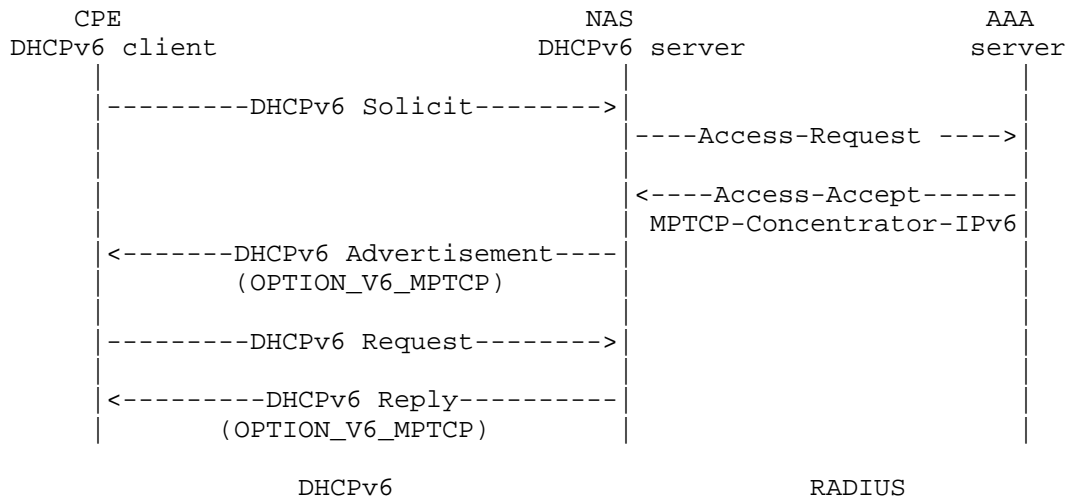 CPE NAS AAA
DHCPv6 client DHCPv6 server server
| | |
|---------DHCPv6 Solicit-------->| |
| |----Access-Request ---->|
| | |
| |<----Access-Accept------|
| | MPTCP-Concentrator-IPv6|
|<-------DHCPv6 Advertisement----| |
| (OPTION_V6_MPTCP) | |
| | |
|---------DHCPv6 Request-------->| |
| | |
|<---------DHCPv6 Reply----------| |
| (OPTION_V6_MPTCP) | |
DHCPv6 RADIUS